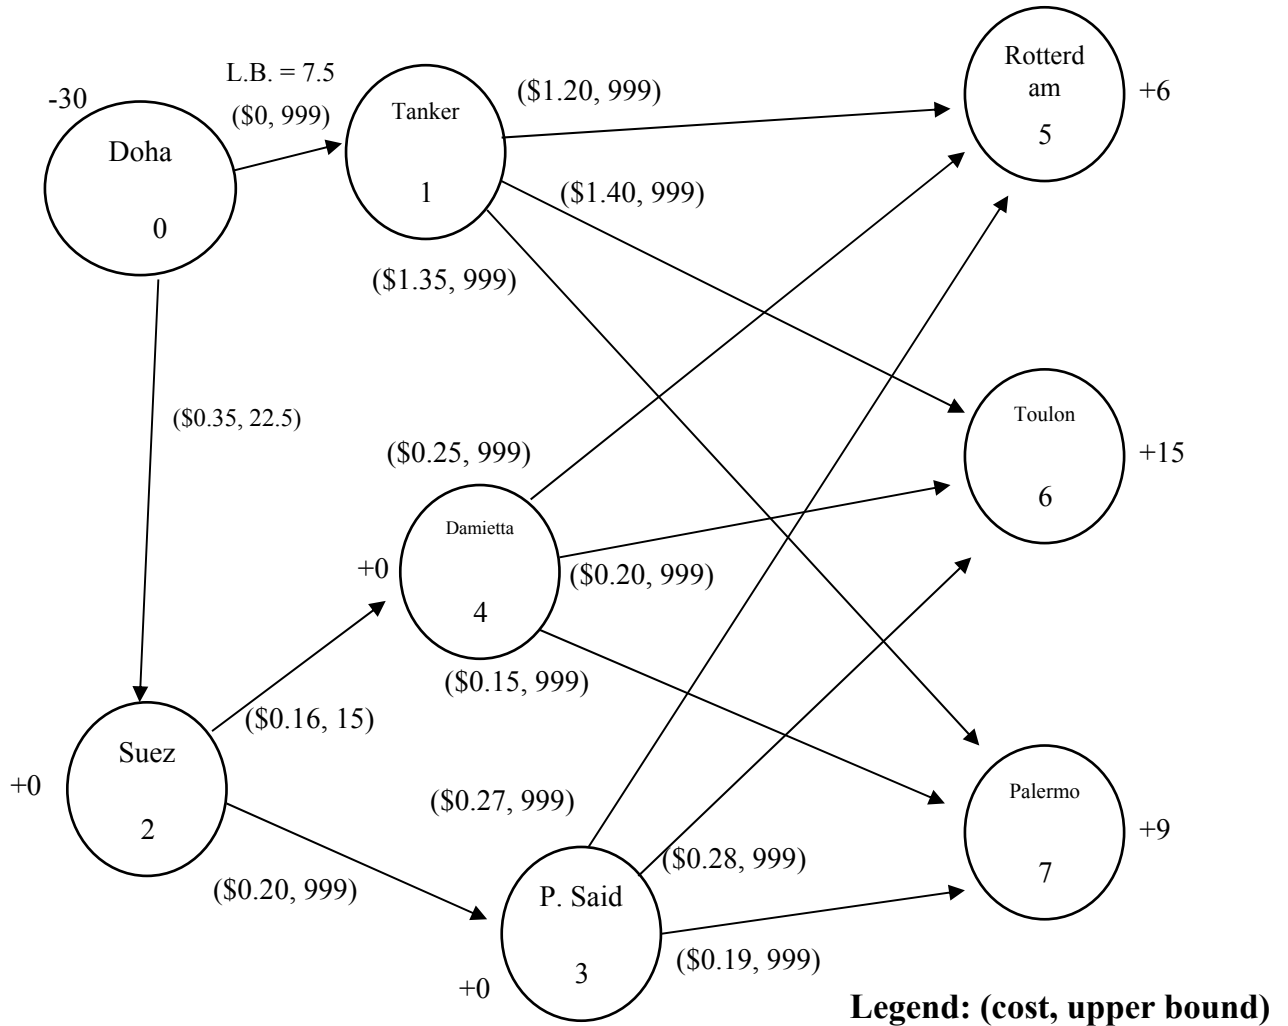 L.B. = 7.5
-30
($0, 999)
Doha
0
Tanker
1
($1.20, 999)
($1.40, 999)
($1.35, 999)
Rotterd
am
5
+6
($0.35, 22.5)
($0.25, 999)
Toulon
6
+15
Damietta
4
+0
($0.20, 999)
($0.15, 999)
($0.16, 15)
Suez
2
+0
($0.27, 999)
($0.20, 999)
Palermo
7
+9
($0.28, 999)
P. Said
3
+0
($0.19, 999)
Legend: (cost, upper bound)